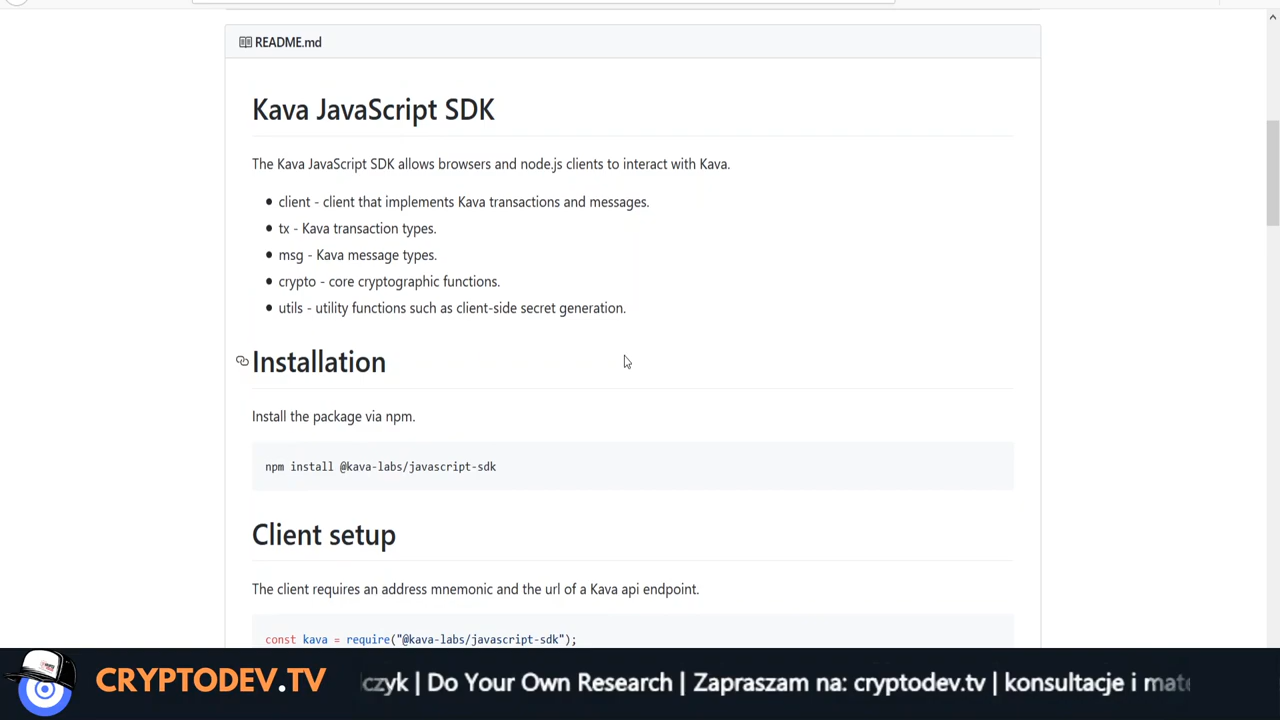 README.md
Kava JavaScript SDK
The Kava JavaScript SDK allows browsers and node.js clients to interact with Kava.
client - client that implements Kava transactions and messages.
tx - Kava transaction types.
msg - Kava message types.
crypto - core cryptographic functions.
utils - utility functions such as client-side secret generation.
Installation
Install the package via npm.
npm install @kava-labs/javascript-sdk
Client setup
The client requires an address mnemonic and the url of a Kava api endpoint.
const kava = require("@kava-labs/javascript-sdk");
CRYPTODEV.TV
czyk | Do Your Own Research | Zapraszam na: cryptodev.tv | konsultacje i mate